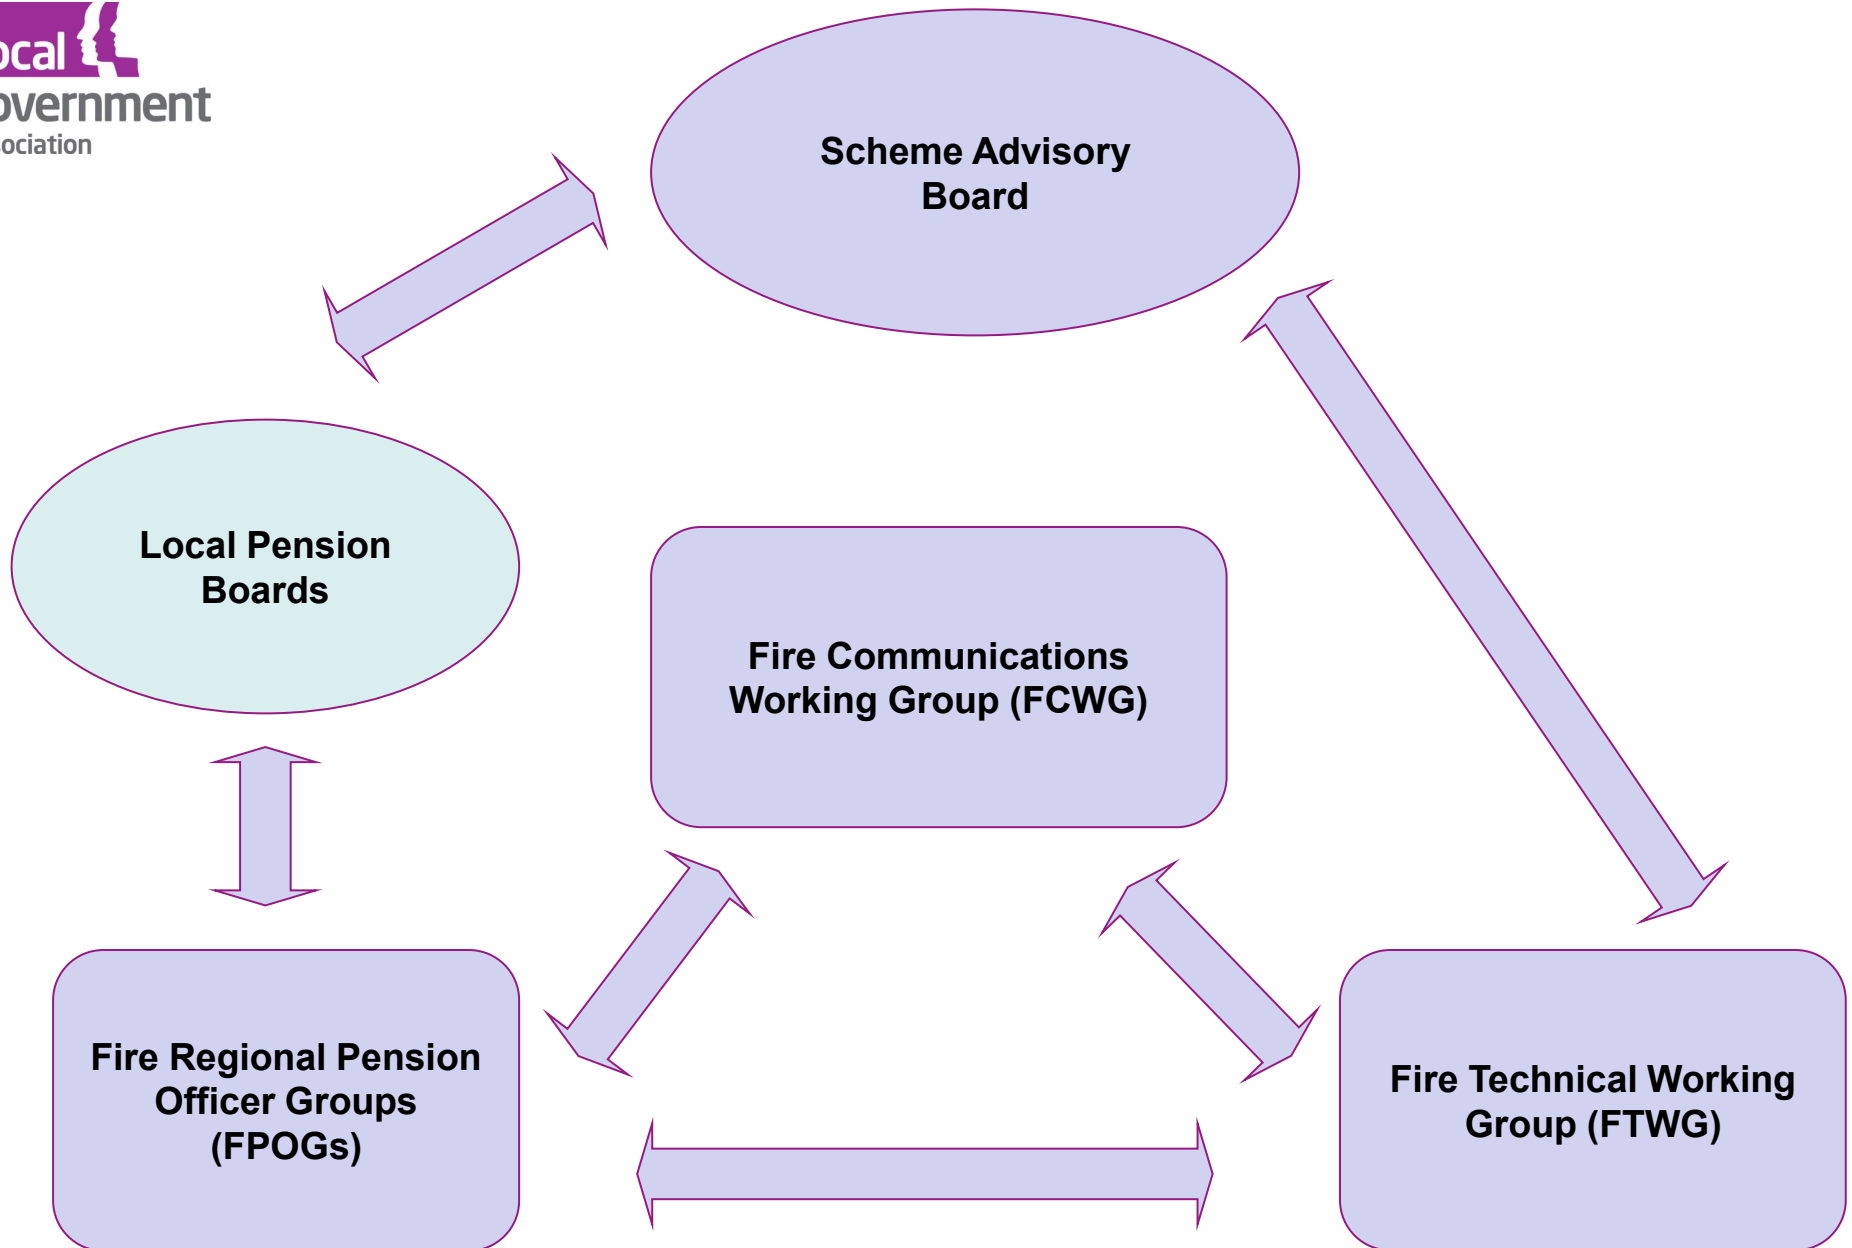 ocal
overnment
sociation
Scheme Advisory
Board
Local Pension
Boards
Fire Communications
Working Group (FCWG)
Fire Regional Pension
Officer Groups
(FPOGs)
Fire Technical Working
Group (FTWG)